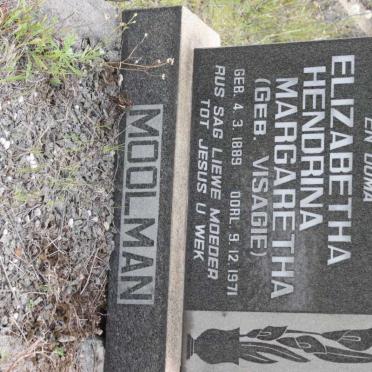 EN OUMA
ELIZABETHA
HENDRINA
MARGARETHA
(GEB. VISAGIE)
GEB. 4. 3. 1889 OORL. 9. 12. 1971
RUS SAG LIEWE MOEDER
TOT JESUS U WEK
MOOLMAN